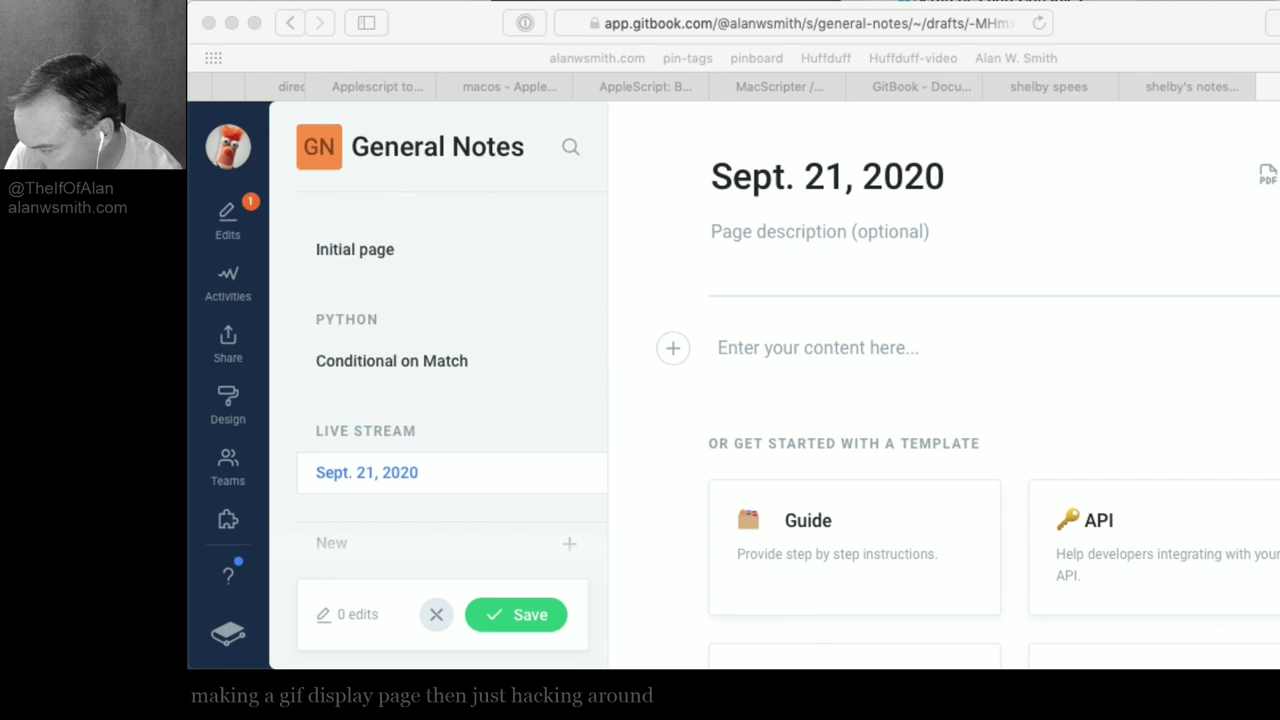 app.gitbook.com/@alanwsmith/s/general-notes/~/drafts/-MHm
alanwsmith.com pin-tags pinboard Huffduff Huffduff-video Alan W. Smith
direc Applescript to... macos - Apple... AppleScript: B... MacScripter /... GitBook - Docu... shelby spees shelby's notes...
@TheIfOfAlan
alanwsmith.com
1
Edits
Activities
Share
Design
Teams
?
GN General Notes
Initial page
PYTHON
Conditional on Match
LIVE STREAM
Sept. 21, 2020
New
0 edits
Save
Sept. 21, 2020
PDF
Page description (optional)
Enter your content here...
OR GET STARTED WITH A TEMPLATE
Guide
Provide step by step instructions.
API
Help developers integrating with your
API.
making a gif display page then just hacking around